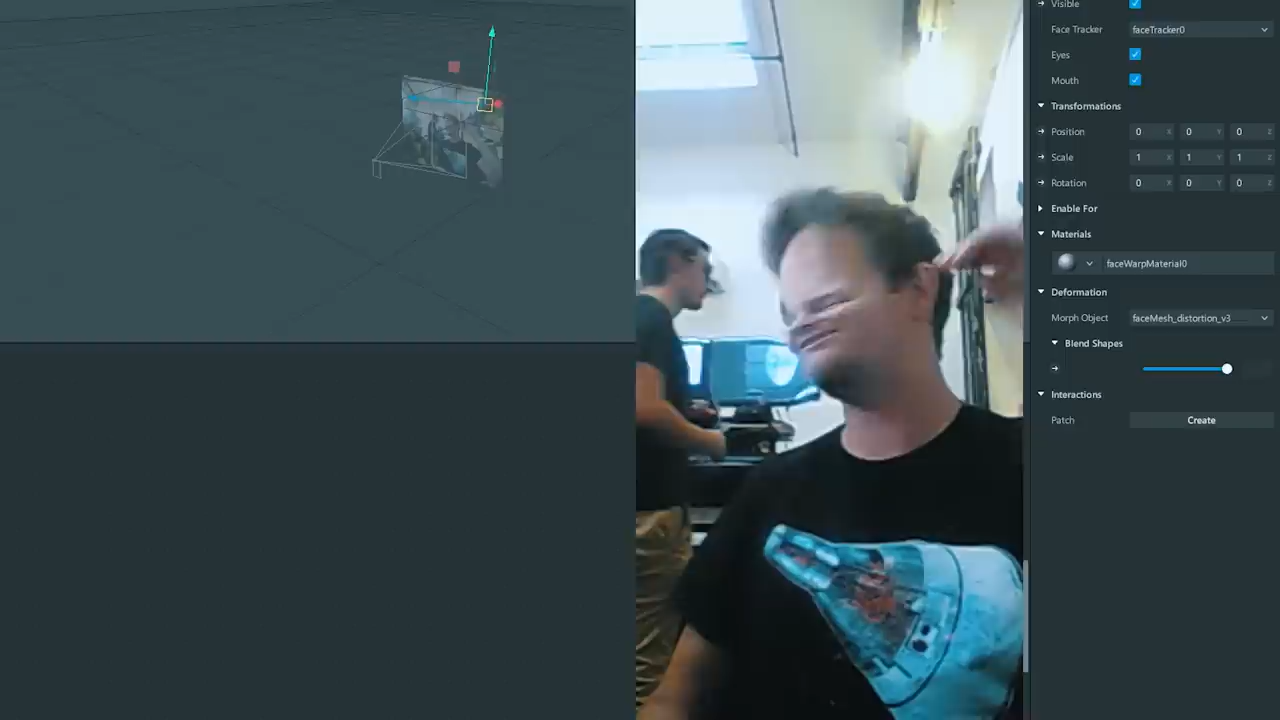 Visible
Face Tracker faceTracker0
Eyes
Mouth
Transformations
Position 0 X 0 Y 0 Z
Scale 1 X 1 Y 1 Z
Rotation 0 X 0 Y 0 Z
Enable For
Materials
faceWarpMaterial0
Deformation
Morph Object faceMesh_distortion_v3
Blend Shapes
Interactions
Patch Create